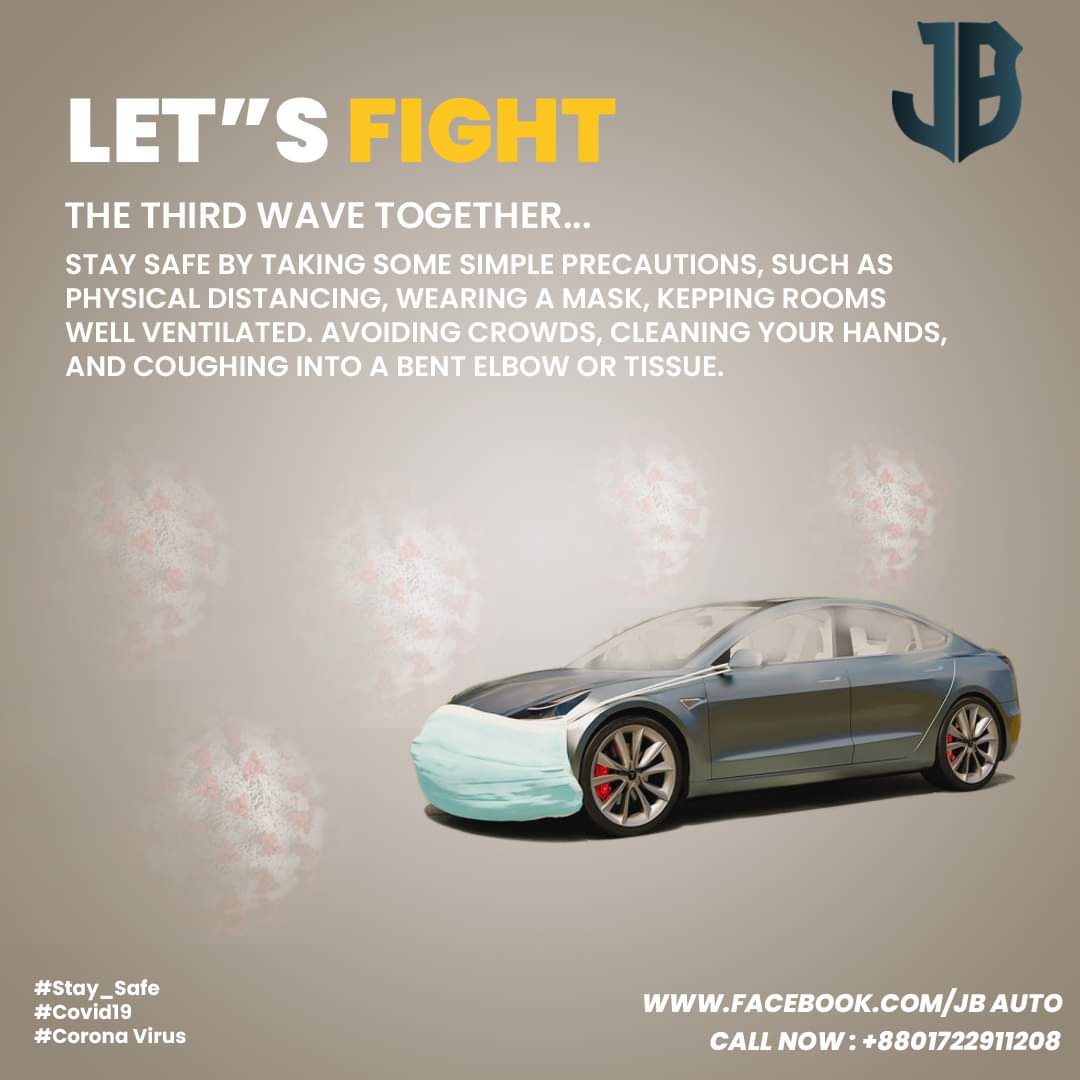 JB
LET”S FIGHT
THE THIRD WAVE TOGETHER...
STAY SAFE BY TAKING SOME SIMPLE PRECAUTIONS, SUCH AS
PHYSICAL DISTANCING, WEARING A MASK, KEPPING ROOMS
WELL VENTILATED. AVOIDING CROWDS, CLEANING YOUR HANDS,
AND COUGHING INTO A BENT ELBOW OR TISSUE.
#Stay_Safe
#Covid19
#Corona Virus
WWW.FACEBOOK.COM/JB AUTO
CALL NOW : +8801722911208